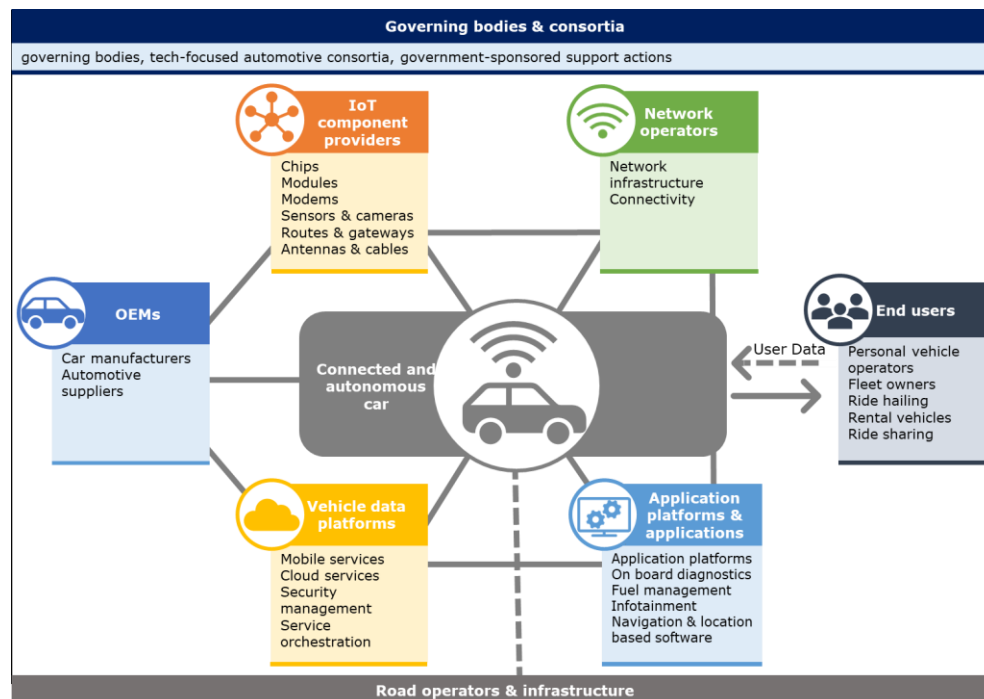 Governing bodies & consortia
governing bodies, tech-focused automotive consortia, government-sponsored support actions
IoT
component
providers
Chips
Modules
Modems
Sensors & cameras
Routes & gateways
Antennas & cables
Network
operators
Network
infrastructure
Connectivity
OEMs
Car manufacturers
Automotive
suppliers
Connected and
autonomous
car
User Data
End users
Personal vehicle
operators
Fleet owners
Ride hailing
Rental vehicles
Ride sharing
Vehicle data
platforms
Mobile services
Cloud services
Security
management
Service
orchestration
Application
platforms &
applications
Application platforms
On board diagnostics
Fuel management
Infotainment
Navigation & location
based software
Road operators & infrastructure